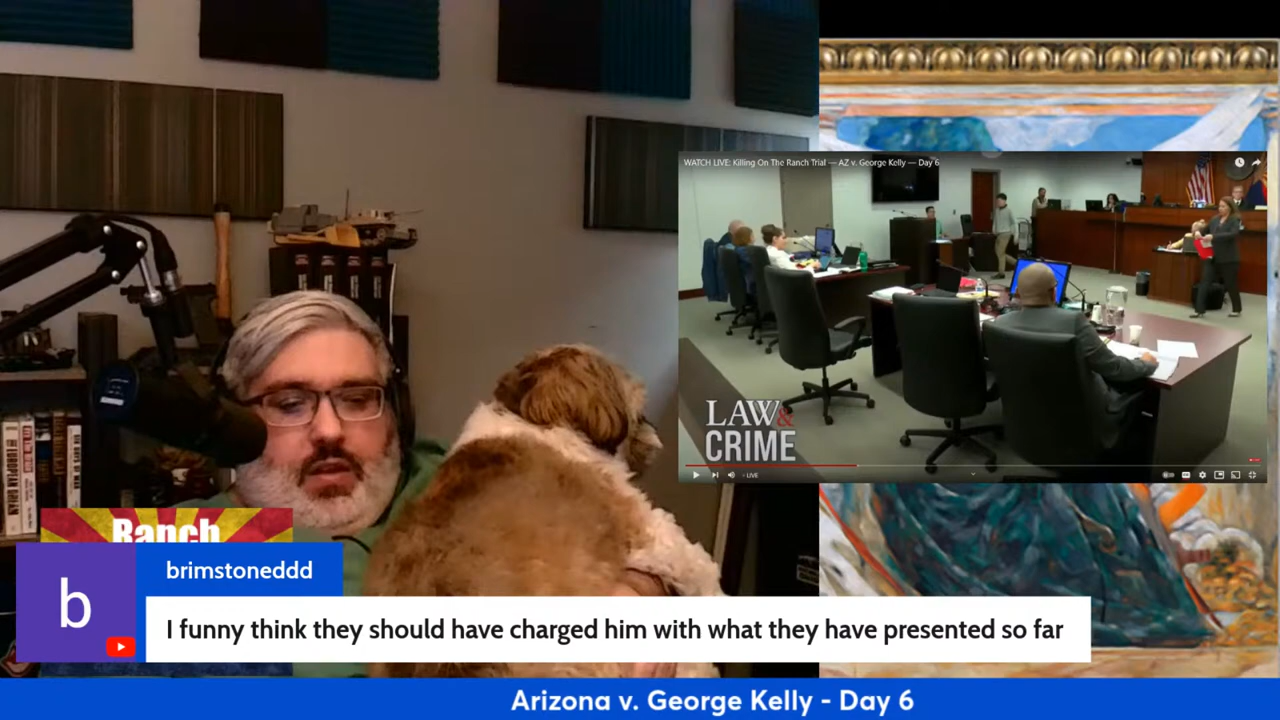 WATCH LIVE: Killing On The Ranch Trial — AZ v. George Kelly — Day 6
LAW&
CRIME
LIVE
Ranch
b
brimstoneddd
I funny think they should have charged him with what they have presented so far
Arizona v. George Kelly - Day 6